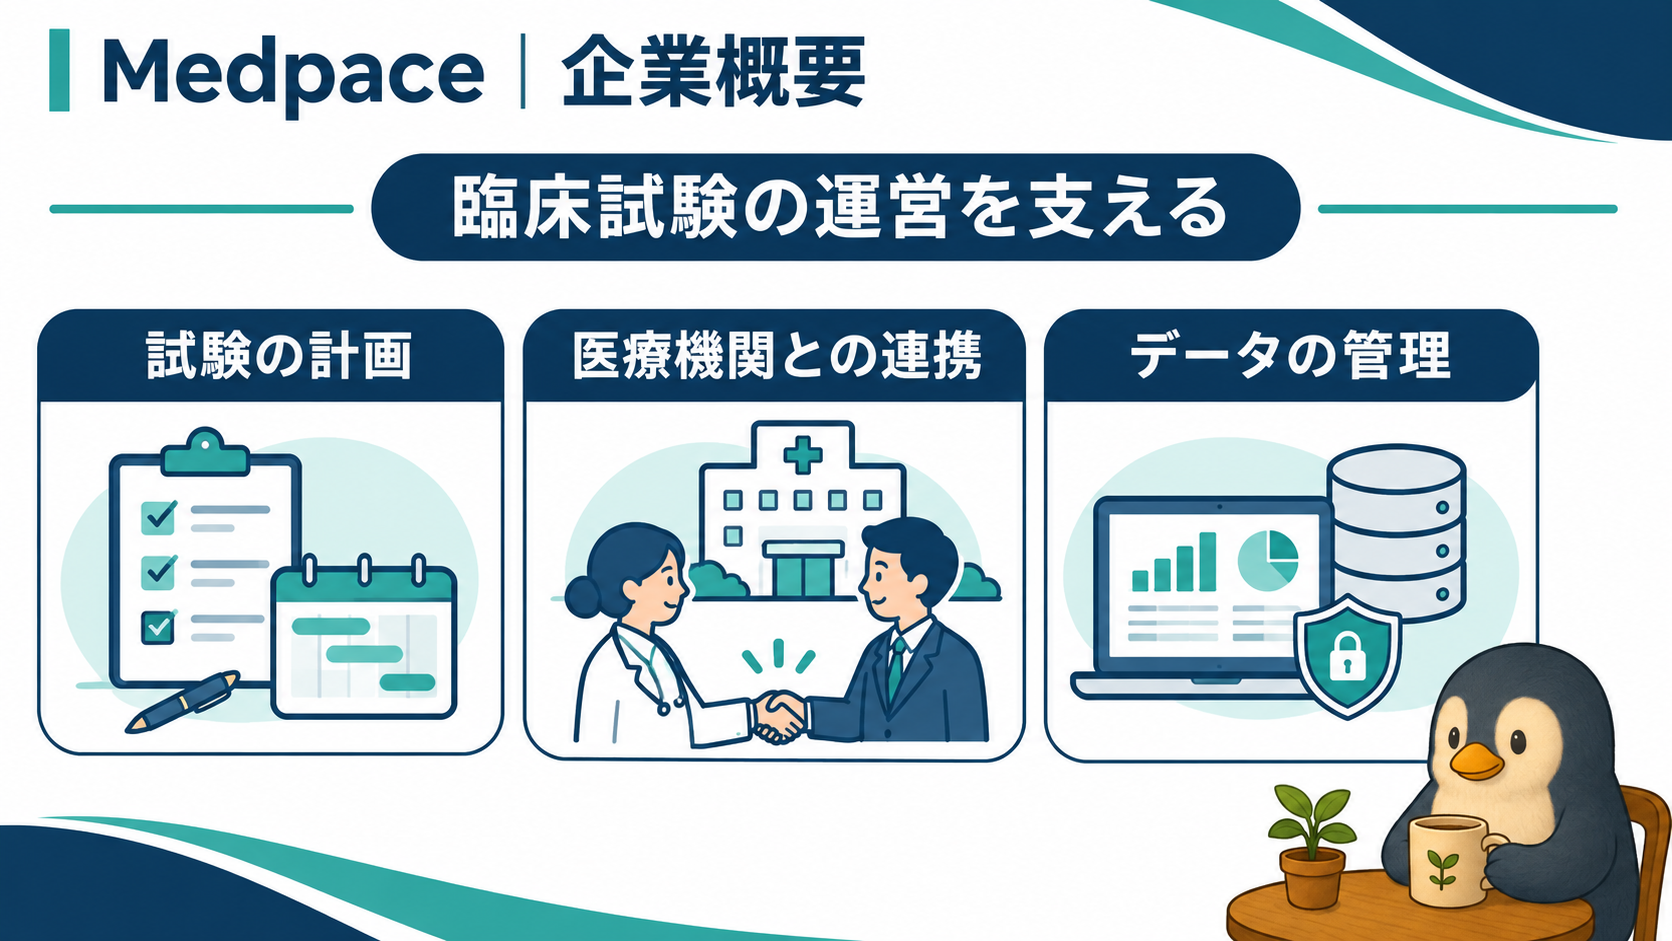 Medpace｜企業概要
臨床試験の運営を支える
試験の計画
医療機関との連携
データの管理